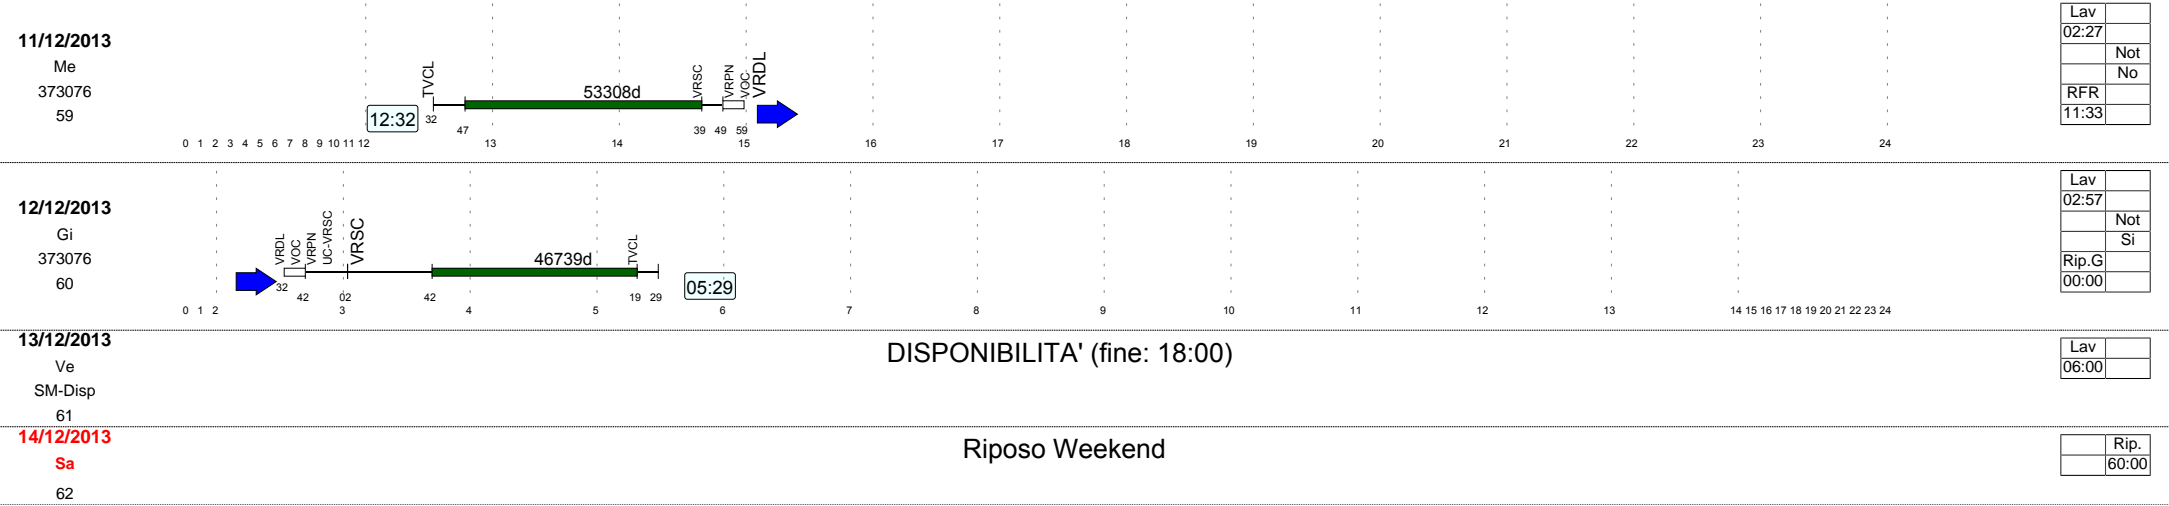 11/12/2013
Me
373076
59
TVCL
53308d
VRSC
VRPN
VOC
VRDL
12:32
32
47
39
49
59
0 1 2 3 4 5 6 7 8 9 10 11 12 13 14 15 16 17 18 19 20 21 22 23 24
Lav
02:27
Not
No
RFR
11:33
12/12/2013
Gi
373076
60
VRDL
VOC
VRPN
UC-VRSC
VRSC
46739d
TVCL
32
42
02
42
19
29
05:29
0 1 2 3 4 5 6 7 8 9 10 11 12 13 14 15 16 17 18 19 20 21 22 23 24
Lav
02:57
Not
Si
Rip.G
00:00
13/12/2013
Ve
SM-Disp
61
DISPONIBILITA' (fine: 18:00)
Lav
06:00
14/12/2013
Sa
62
Riposo Weekend
Rip.
60:00